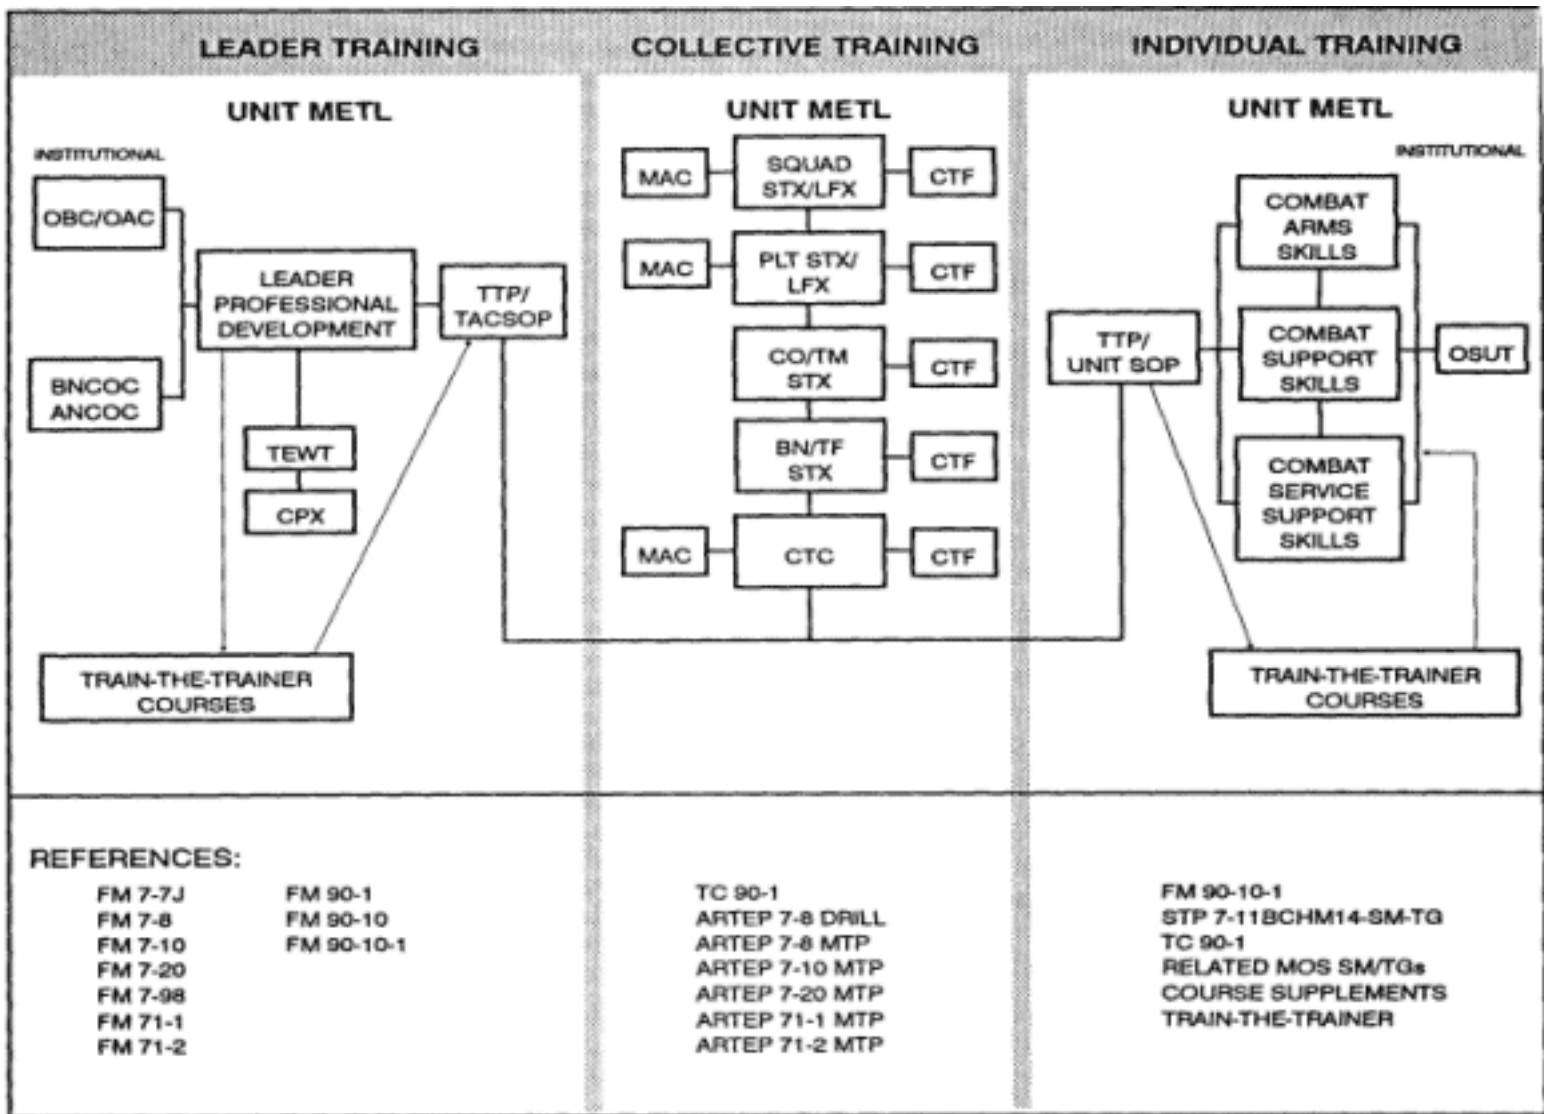 LEADER TRAINING
UNIT METL
INSTITUTIONAL
OBC/OAC
LEADER
PROFESSIONAL
DEVELOPMENT
TTP/
TACSOP
BNCOC
ANCOC
TEWT
CPX
TRAIN-THE-TRAINER
COURSES
COLLECTIVE TRAINING
UNIT METL
MAC
SQUAD
STX/LFX
CTF
MAC
PLT STX/
LFX
CTF
CO/TM
STX
CTF
BN/TF
STX
CTF
MAC
CTC
CTF
INDIVIDUAL TRAINING
UNIT METL
INSTITUTIONAL
COMBAT
ARMS
SKILLS
TTP/
UNIT SOP
COMBAT
SUPPORT
SKILLS
OSUT
COMBAT
SERVICE
SUPPORT
SKILLS
TRAIN-THE-TRAINER
COURSES
REFERENCES:
FM 7-7J
FM 7-8
FM 7-10
FM 7-20
FM 7-98
FM 71-1
FM 71-2
FM 90-1
FM 90-10
FM 90-10-1
TC 90-1
ARTEP 7-8 DRILL
ARTEP 7-8 MTP
ARTEP 7-10 MTP
ARTEP 7-20 MTP
ARTEP 71-1 MTP
ARTEP 71-2 MTP
FM 90-10-1
STP 7-11BCHM14-SM-TG
TC 90-1
RELATED MOS SM/TGs
COURSE SUPPLEMENTS
TRAIN-THE-TRAINER